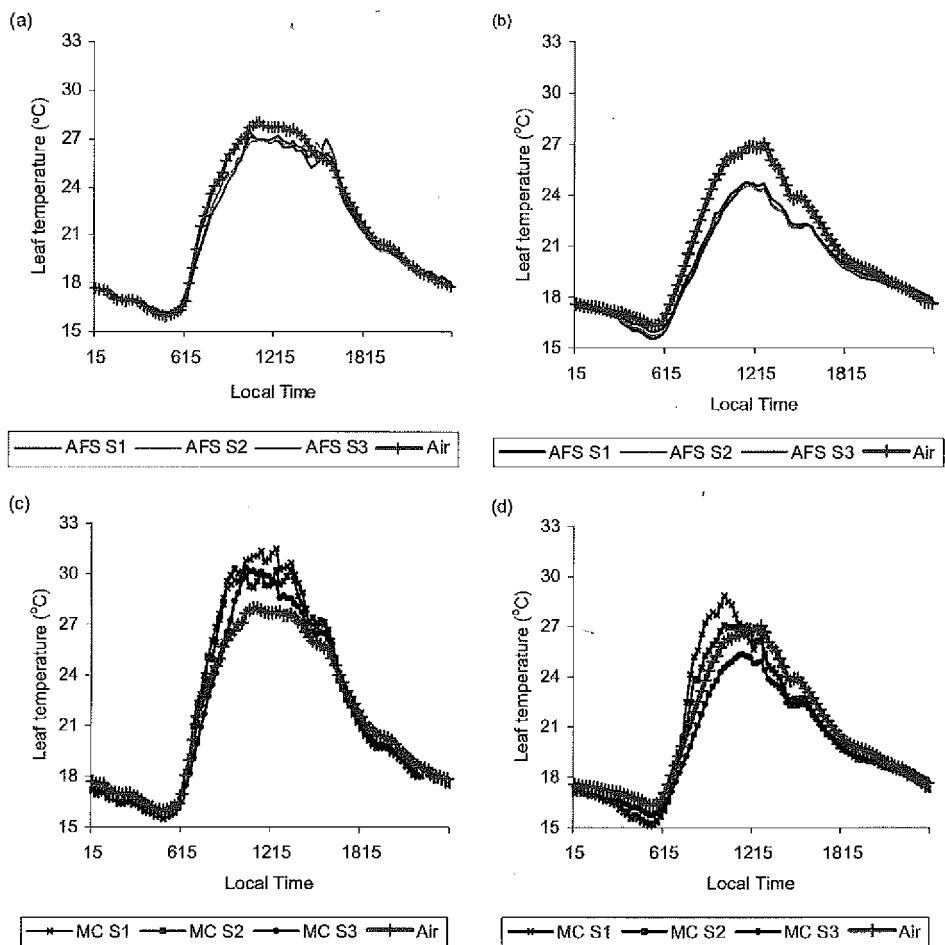 (a)
33
30
27
24
21
18
15
Leaf temperature (°C)
15 615 1215 1815
Local Time
AFS S1 AFS S2 AFS S3 Air
(b)
33
30
27
24
21
18
15
Leaf temperature (°C)
15 615 1215 1815
Local Time
AFS S1 AFS S2 AFS S3 Air
(c)
33
30
27
24
21
18
15
Leaf temperature (°C)
15 615 1215 1815
Local Time
MC S1 MC S2 MC S3 Air
(d)
33
30
27
24
21
18
15
Leaf temperature (°C)
15 615 1215 1815
Local Time
MC S1 MC S2 MC S3 Air